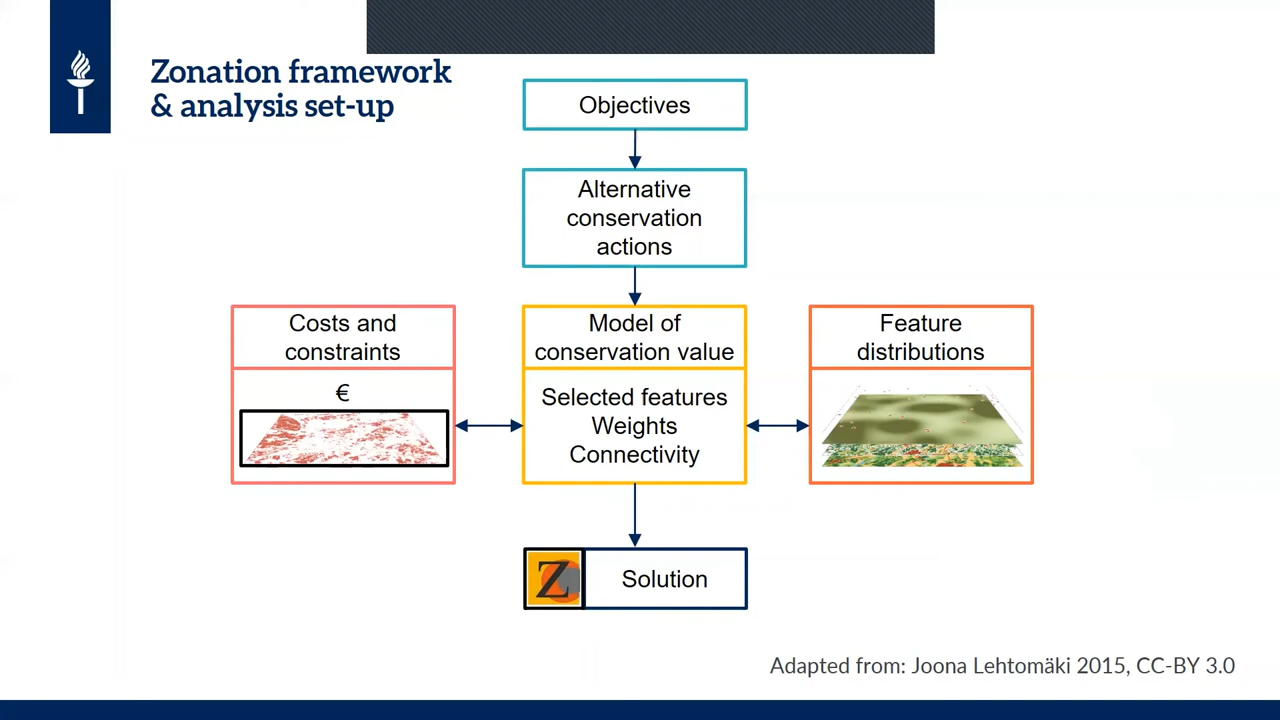 Zonation framework
& analysis set-up
Objectives
Alternative
conservation
actions
Costs and
constraints
€
Model of
conservation value
Selected features
Weights
Connectivity
Feature
distributions
Z
Solution
Adapted from: Joona Lehtomäki 2015, CC-BY 3.0